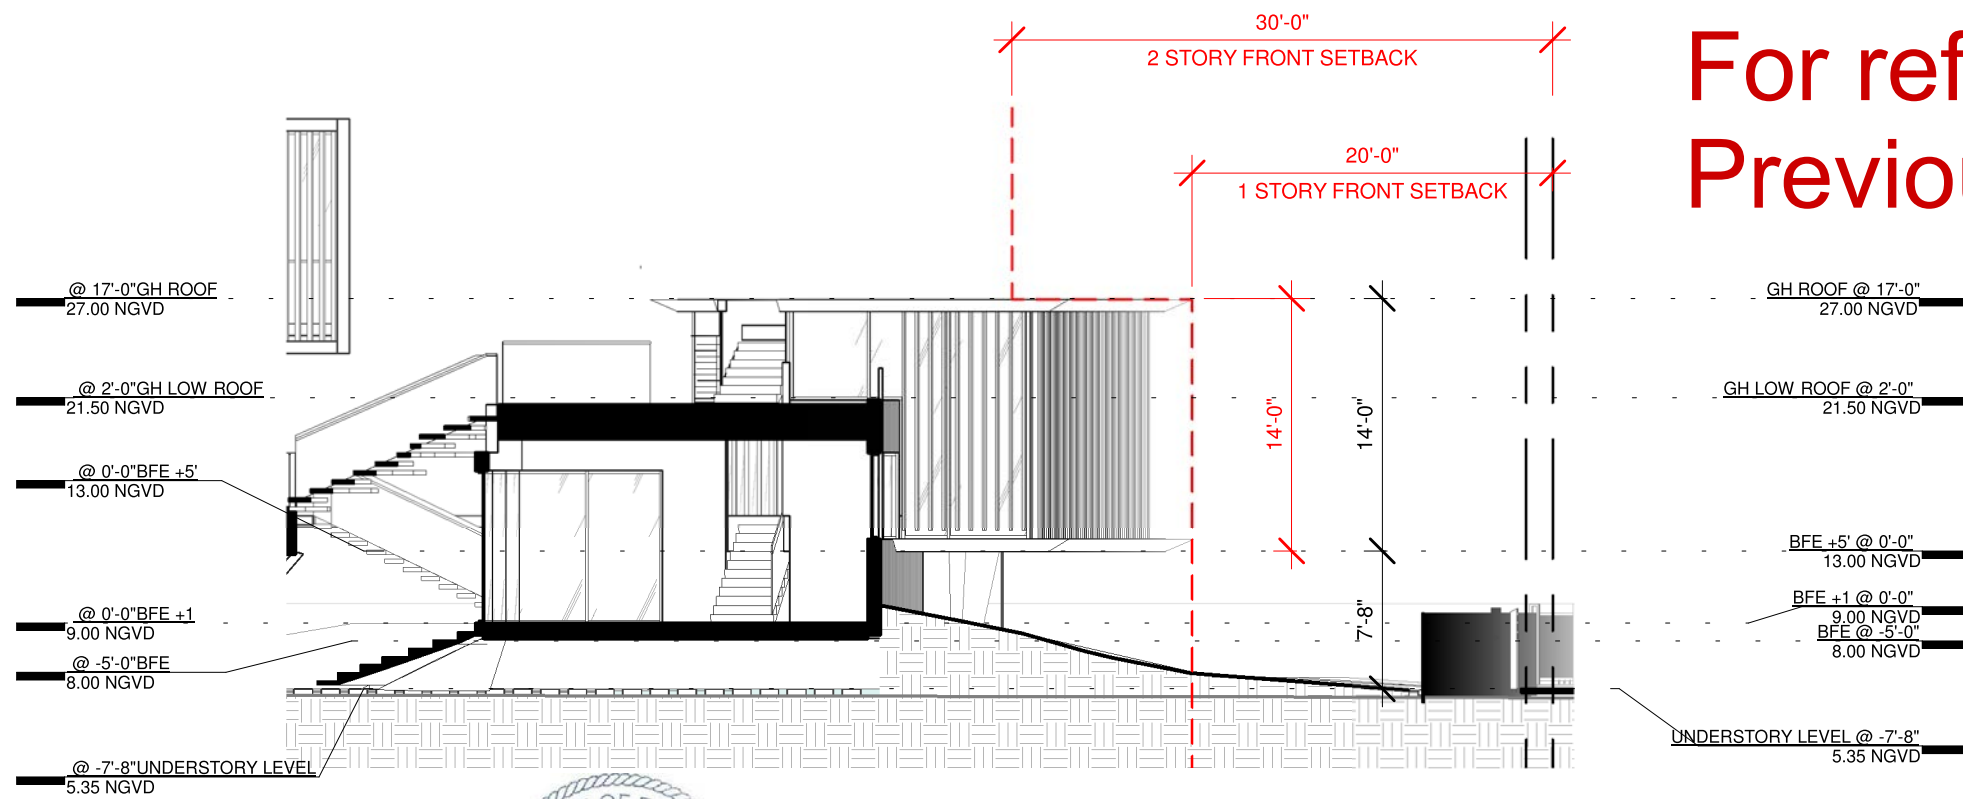 30'-0"
2 STORY FRONT SETBACK
20'-0"
1 STORY FRONT SETBACK
For ref
Previou
@ 17'-0"GH ROOF
27.00 NGVD
@ 2'-0"GH LOW ROOF
21.50 NGVD
@ 0'-0"BFE +5'
13.00 NGVD
@ 0'-0"BFE +1
9.00 NGVD
@ -5'-0"BFE
8.00 NGVD
@ -7'-8"UNDERSTORY LEVEL
5.35 NGVD
14'-0"
14'-0"
7'-8"
GH ROOF @ 17'-0"
27.00 NGVD
GH LOW ROOF @ 2'-0"
21.50 NGVD
BFE +5' @ 0'-0"
13.00 NGVD
BFE +1 @ 0'-0"
9.00 NGVD
BFE @ -5'-0"
8.00 NGVD
UNDERSTORY LEVEL @ -7'-8"
5.35 NGVD